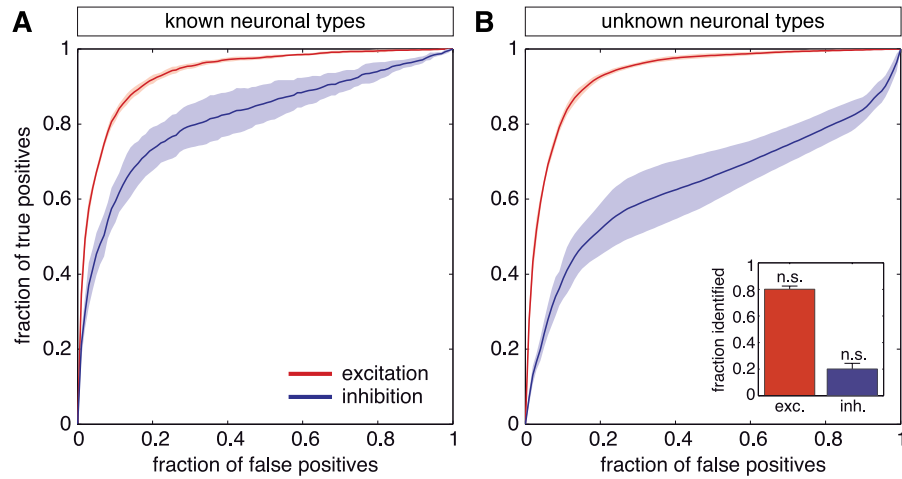 A
known neuronal types
fraction of true positives
1
0.8
0.6
0.4
0.2
0
0
0.2
0.4
0.6
0.8
1
fraction of false positives
excitation
inhibition
B
unknown neuronal types
1
0.8
0.6
0.4
0.2
0
0
0.2
0.4
0.6
0.8
1
fraction of false positives
fraction identified
1
0.8
0.6
0.4
0.2
0
n.s.
n.s.
exc.
inh.